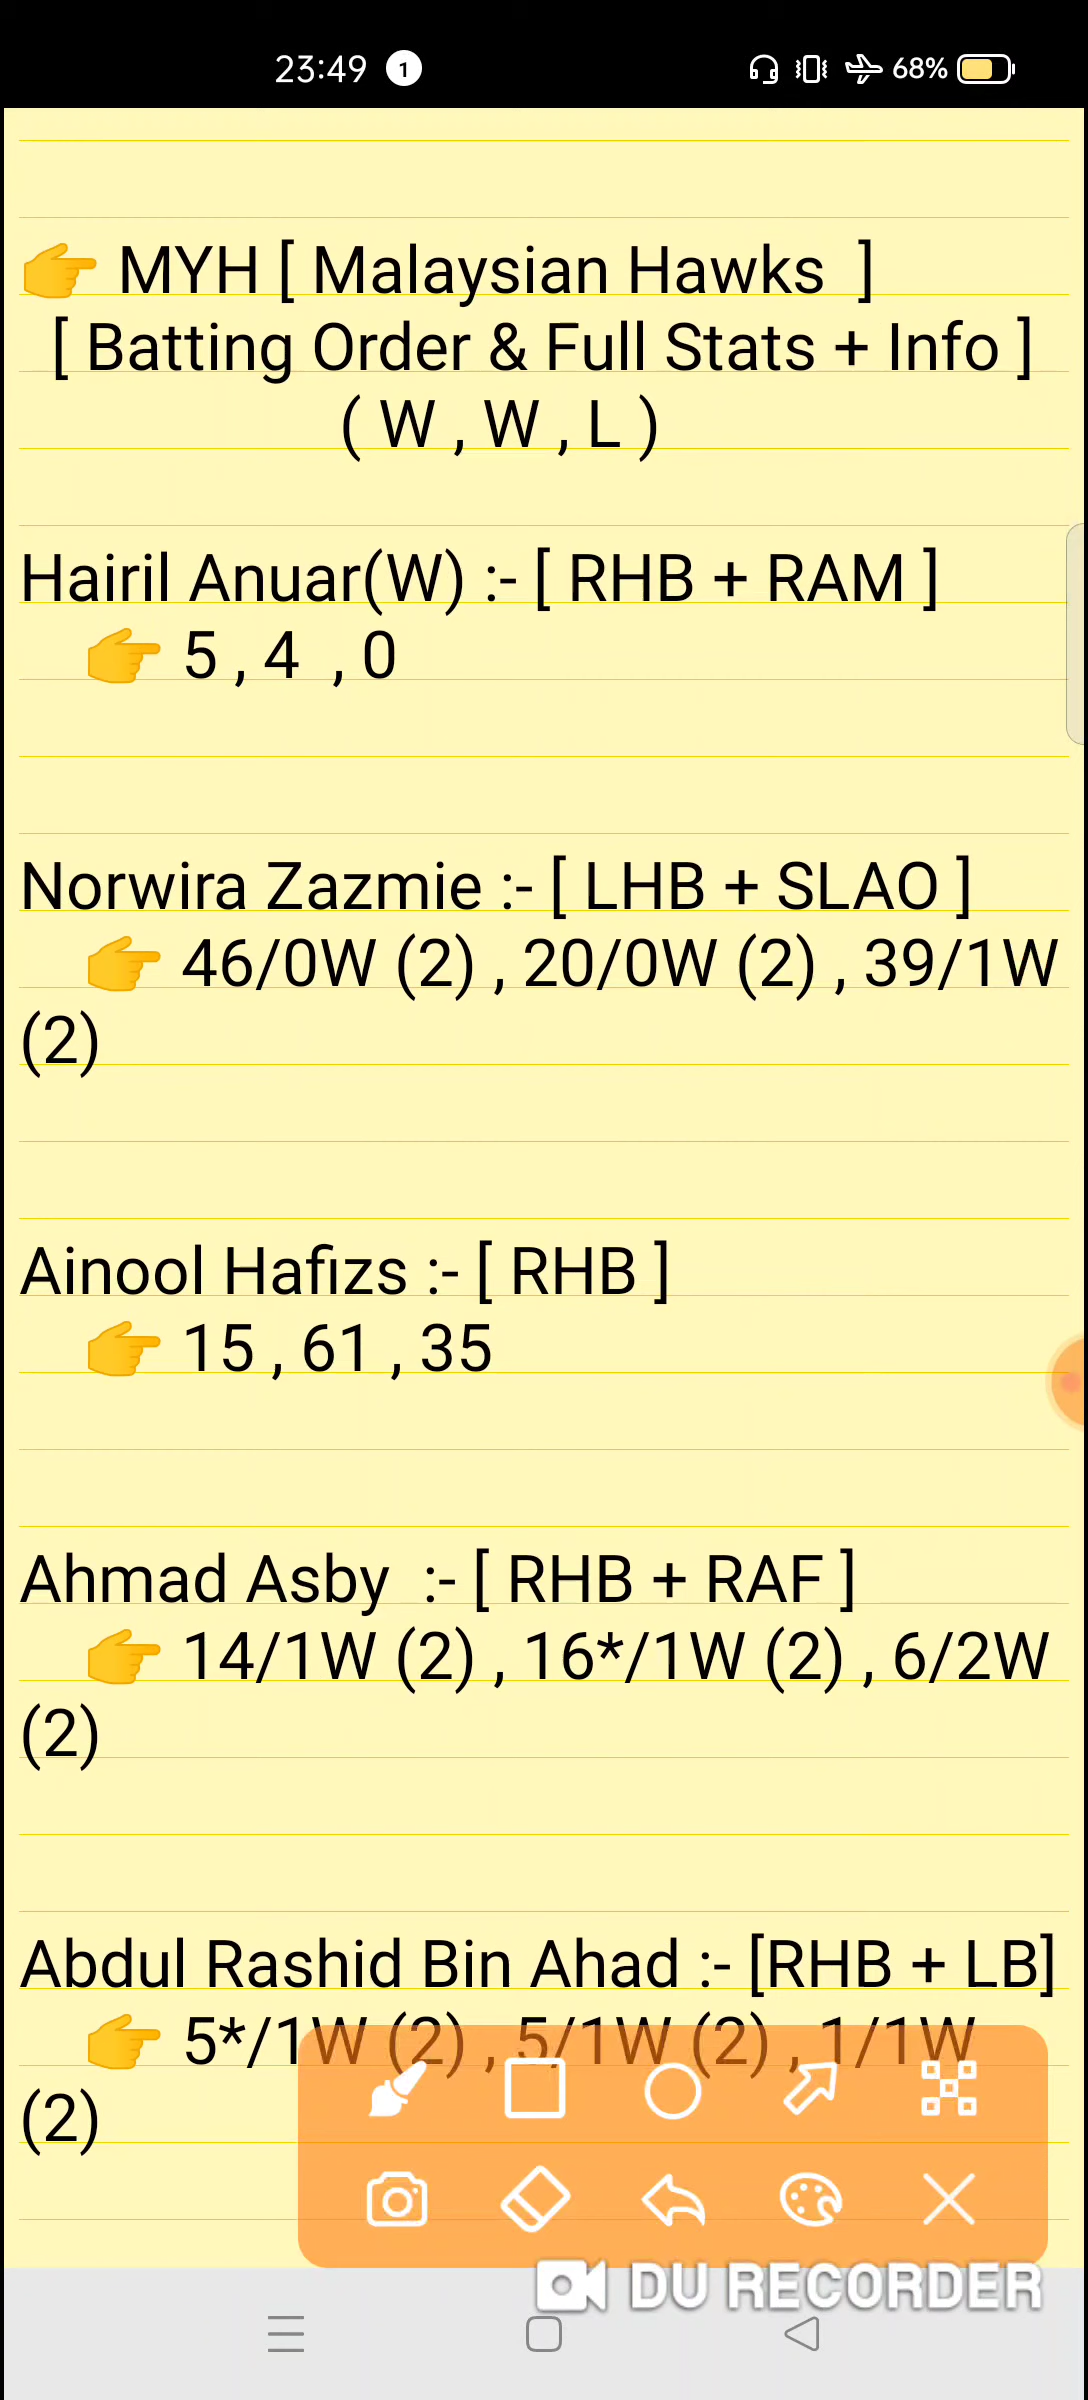 23:49 1 68%
👉 MYH [ Malaysian Hawks ]
[ Batting Order & Full Stats + Info ]
( W , W , L )
Hairil Anuar(W) :- [ RHB + RAM ]
👉 5 , 4 , 0
Norwira Zazmie :- [ LHB + SLAO ]
👉 46/0W (2) , 20/0W (2) , 39/1W
(2)
Ainool Hafizs :- [ RHB ]
👉 15 , 61 , 35
Ahmad Asby :- [ RHB + RAF ]
👉 14/1W (2) , 16*/1W (2) , 6/2W
(2)
Abdul Rashid Bin Ahad :- [RHB + LB]
👉 5*/1W (2) , 5/1W (2) , 1/1W
(2)
DU RECORDER